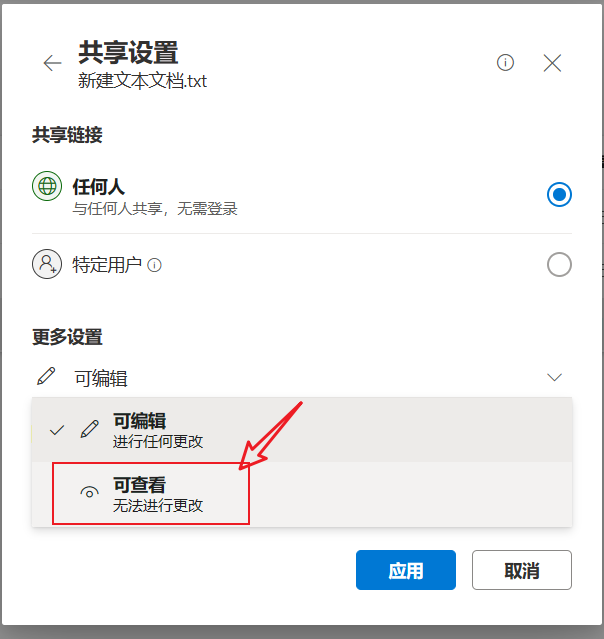 共享设置
新建文本文档.txt
共享链接
任何人
与任何人共享，无需登录
特定用户
更多设置
可编辑
可编辑
进行任何更改
可查看
无法进行更改
应用
取消